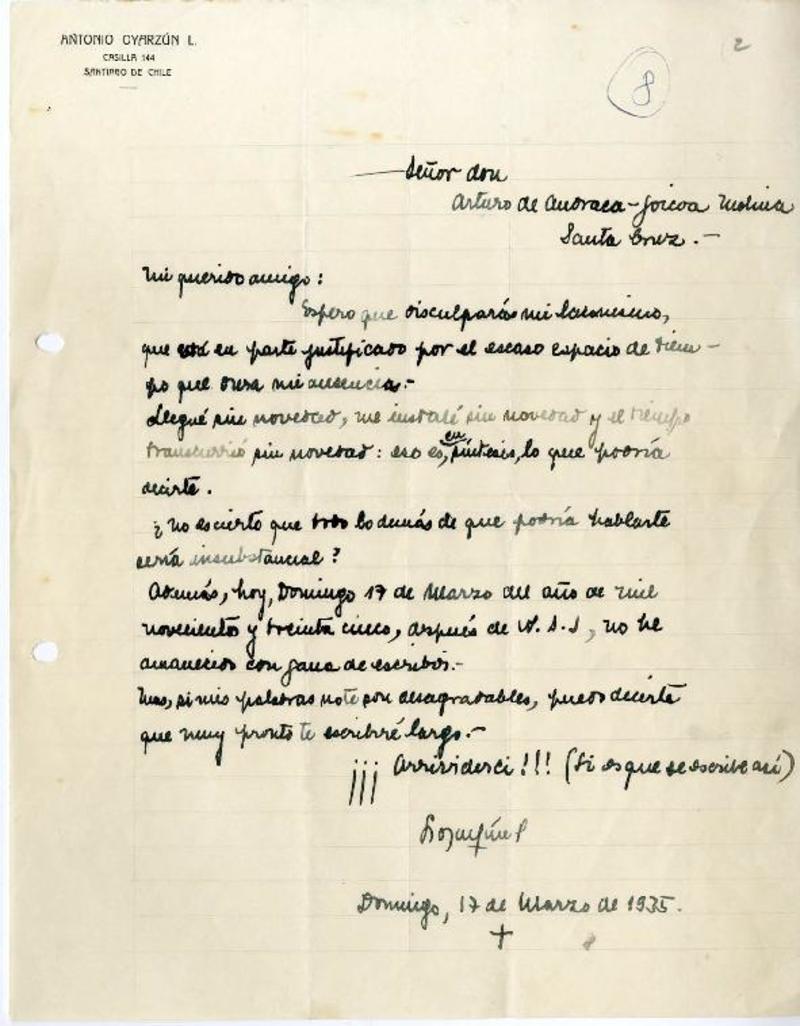 ANTONIO OYARZÚN L.
CASILLA 144
SANTIAGO DE CHILE
2
8
Señor don
Arturo de Andraca-Goicoa Molina
Santa Cruz.-
Mi querido amigo:
Espero que disculparás mi laconismo,
que está en parte justificado por el escaso espacio de tiem-
po que dura mi ausencia.-
Llegué sin novedad, me instalé sin novedad y el tiempo
transcurrió sin novedad: eso es, en síntesis, lo que podría
decirte.
¿No es cierto que todo lo demás de que podría hablarte
sería insubstancial?
Además, hoy, Domingo 17 de Marzo del año de mil
novecientos y treinta cinco, después de N. S. J, no he
amanecido con gana de escribir.-
Mas, si mis palabras no te son desagradables, puedo decirte
que muy pronto te escribiré largo.-
¡¡¡ Arrividerci!!! (Si es que se escribe así)
Domingo, 17 de Marzo de 1935.